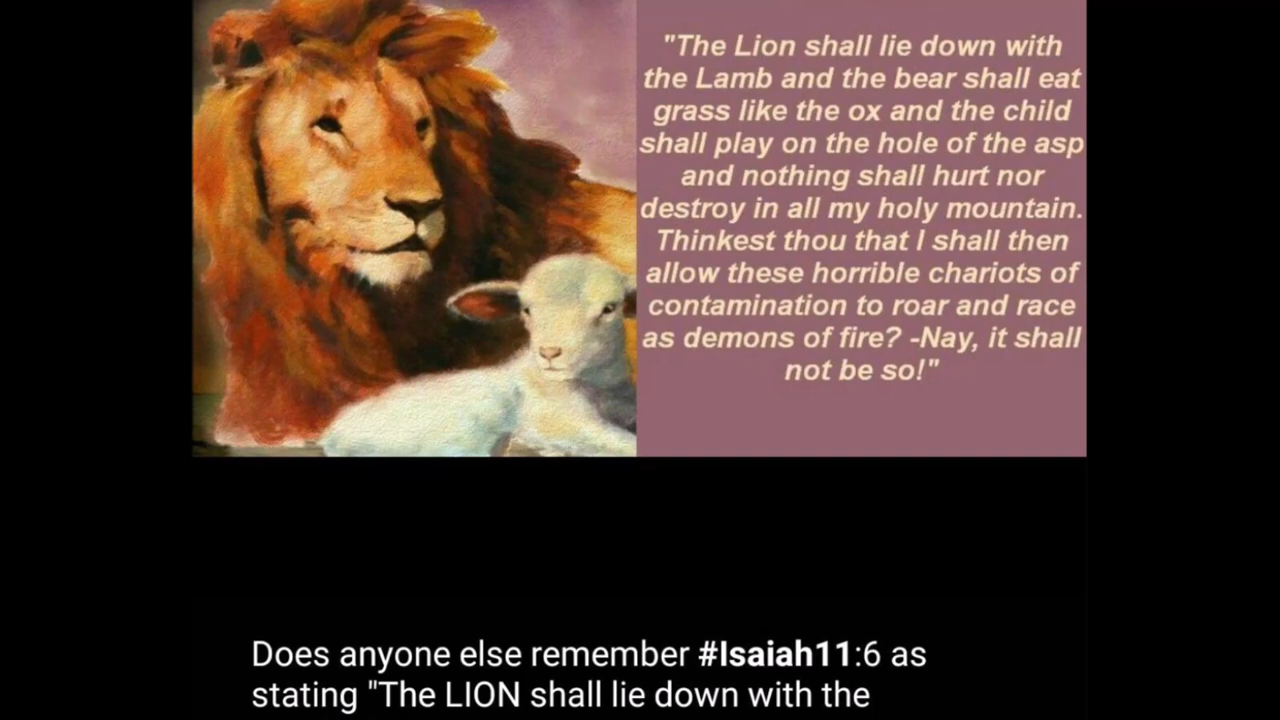 "The Lion shall lie down with
the Lamb and the bear shall eat
grass like the ox and the child
shall play on the hole of the asp
and nothing shall hurt nor
destroy in all my holy mountain.
Thinkest thou that I shall then
allow these horrible chariots of
contamination to roar and race
as demons of fire? -Nay, it shall
not be so!"
Does anyone else remember #Isaiah11:6 as
stating "The LION shall lie down with the